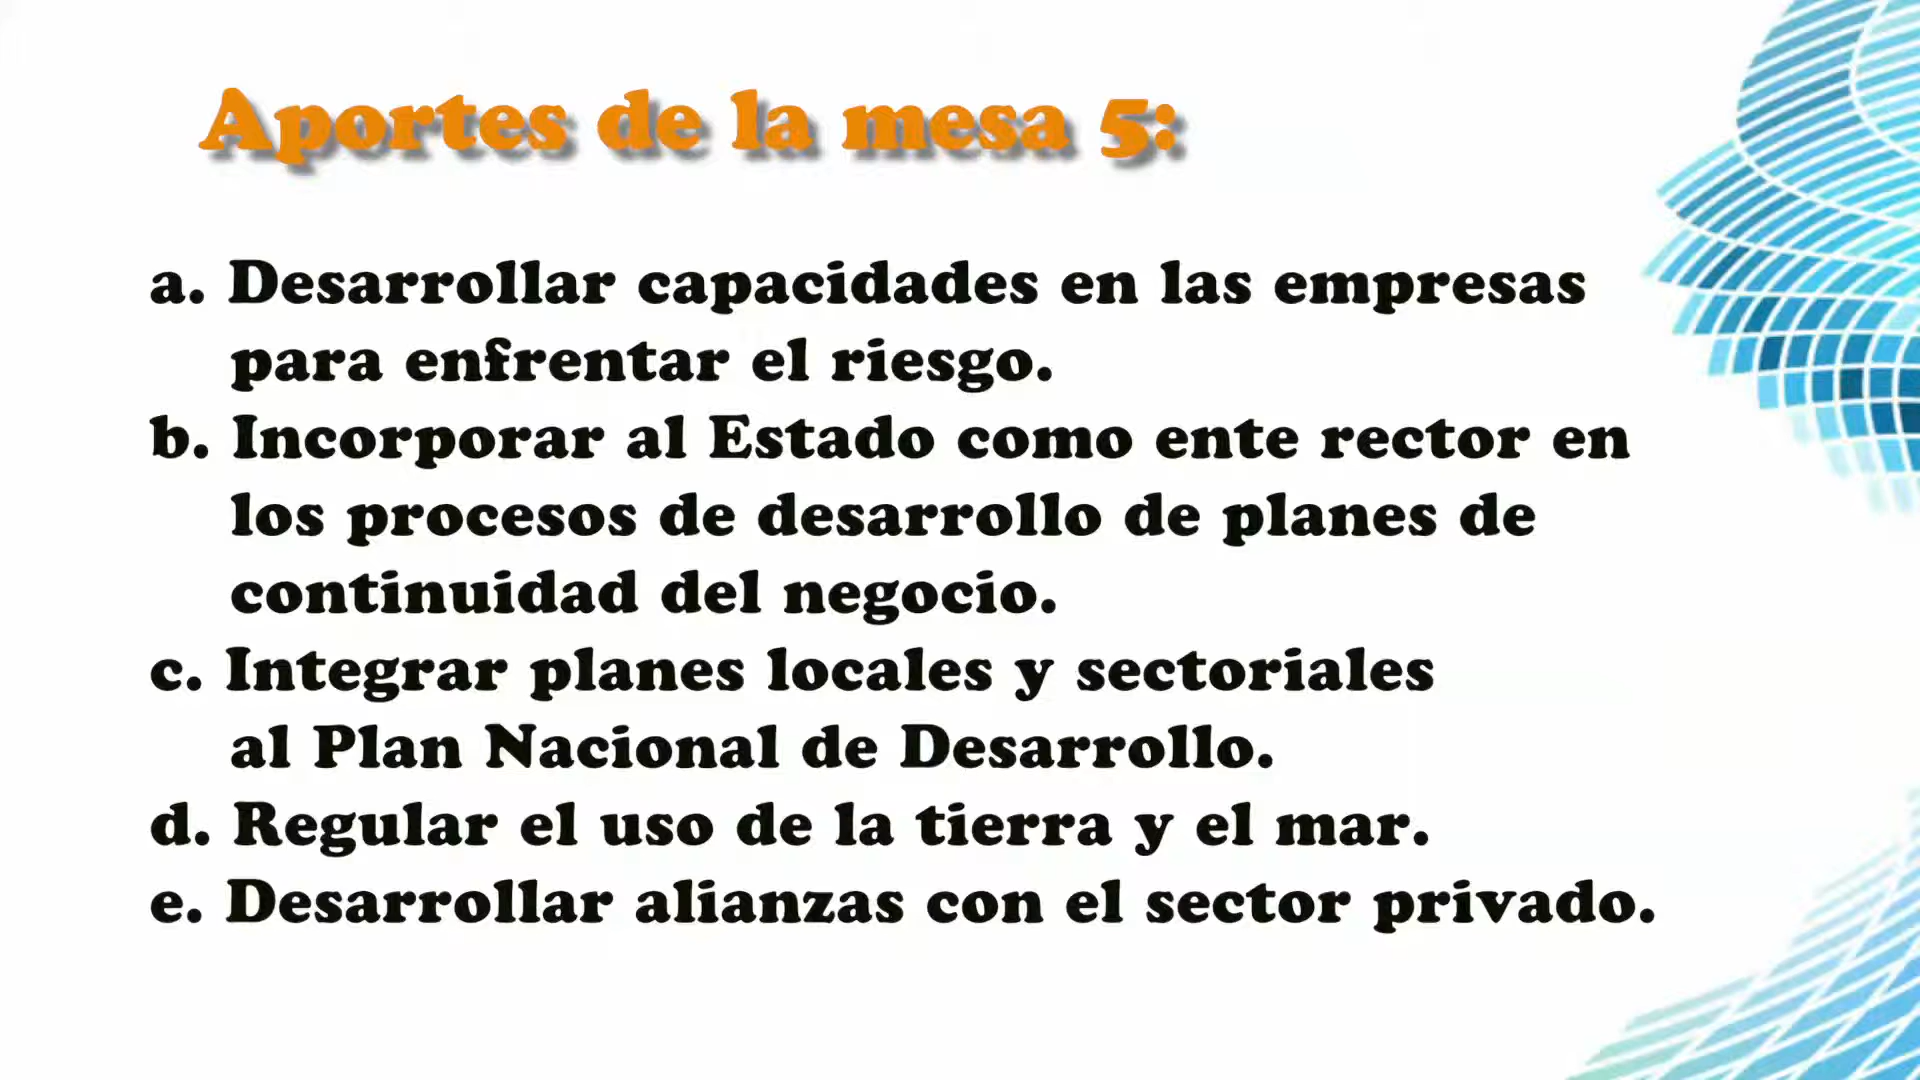 Aportes de la mesa 5:
a. Desarrollar capacidades en las empresas
para enfrentar el riesgo.
b. Incorporar al Estado como ente rector en
los procesos de desarrollo de planes de
continuidad del negocio.
c. Integrar planes locales y sectoriales
al Plan Nacional de Desarrollo.
d. Regular el uso de la tierra y el mar.
e. Desarrollar alianzas con el sector privado.